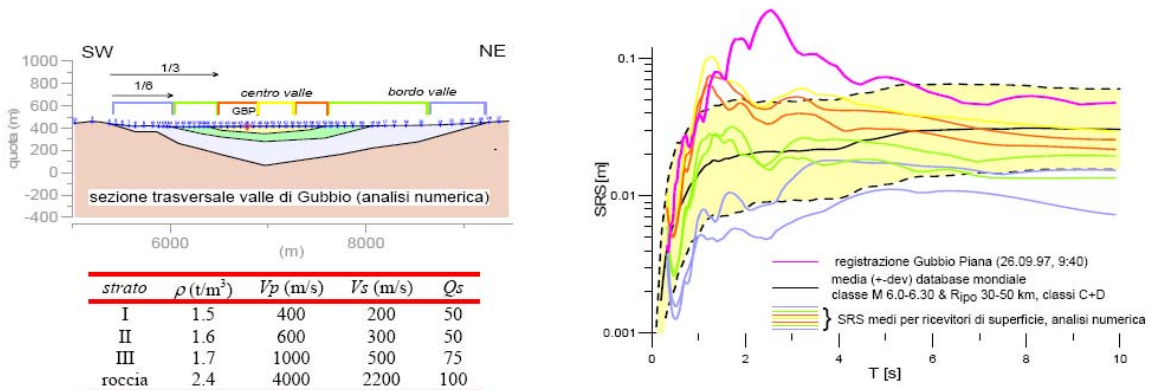 SW
NE
1/3
1/6
centro valle
bordo valle
GBP
1000
800
600
400
200
0
-200
-400
quota (m)
sezione trasversale valle di Gubbio (analisi numerica)
6000
8000
(m)
strato ρ (t/m³) Vp (m/s) Vs (m/s) Qs
I 1.5 400 200 50
II 1.6 600 300 50
III 1.7 1000 500 75
roccia 2.4 4000 2200 100
0.1
0.01
0.001
SRS [m]
registrazione Gubbio Piana (26.09.97, 9:40)
media (+-dev) database mondiale
classe M 6.0-6.30 & Ripo 30-50 km, classi C+D
} SRS medi per ricevitori di superficie, analisi numerica
0 2 4 6 8 10
T [s]